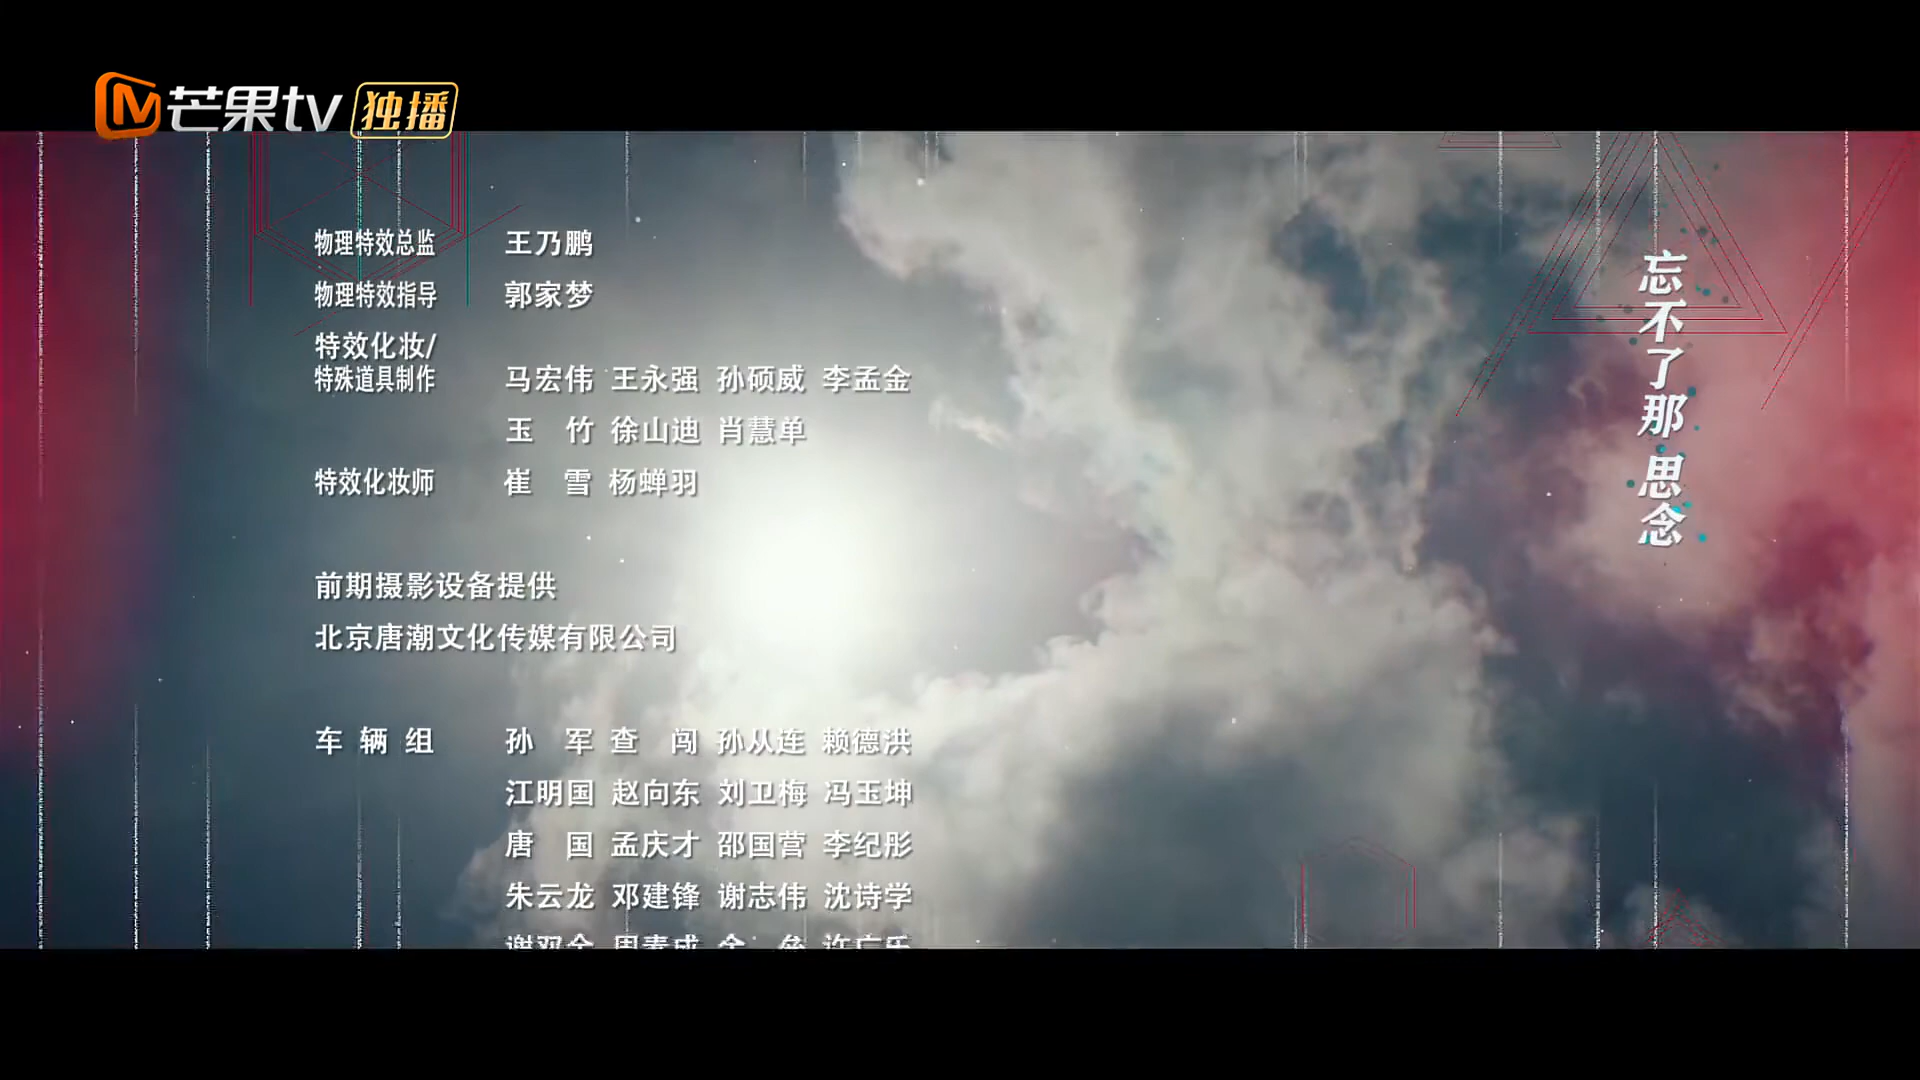 芒果tv 独播
物理特效总监 王乃鹏
物理特效指导 郭家梦
特效化妆/
特殊道具制作 马宏伟 王永强 孙硕威 李孟金
玉 竹 徐山迪 肖慧单
特效化妆师 崔 雪 杨蝉羽
前期摄影设备提供
北京唐潮文化传媒有限公司
车辆组 孙 军 查 闯 孙从连 赖德洪
江明国 赵向东 刘卫梅 冯玉坤
唐 国 孟庆才 邵国营 李纪彤
朱云龙 邓建锋 谢志伟 沈诗学
忘不了那 思念